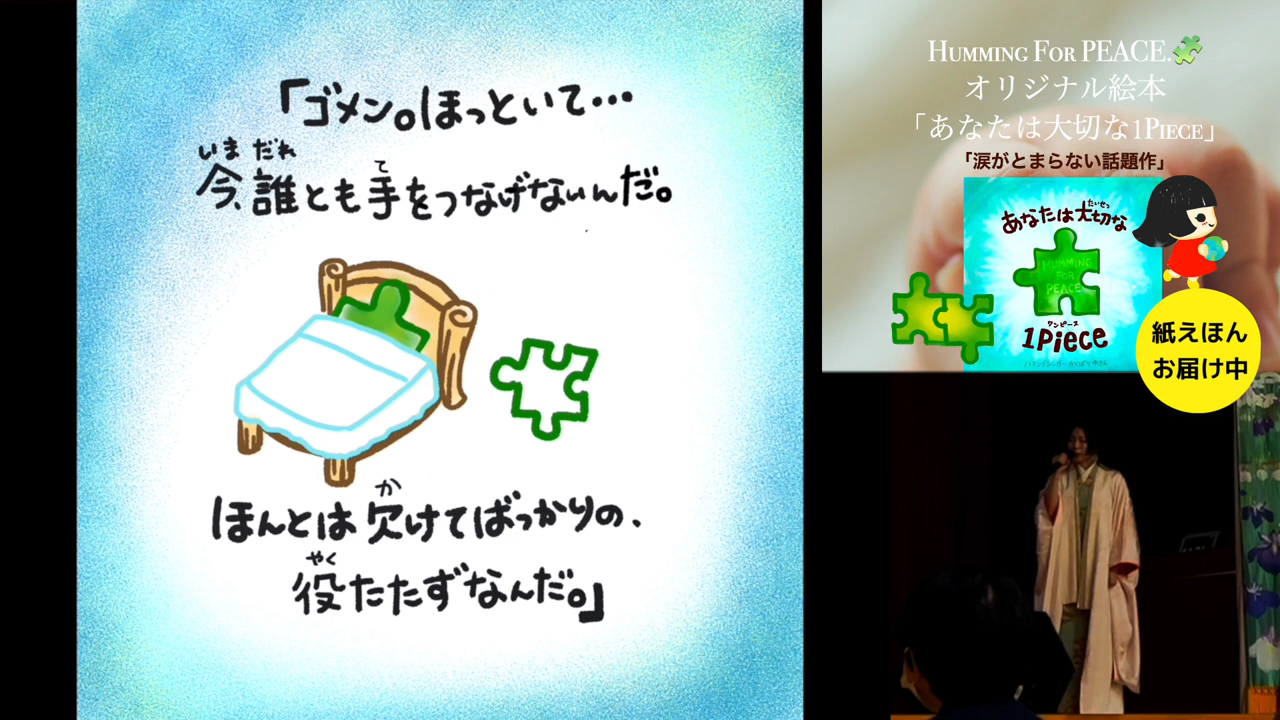 「ゴメン。ほっといて…
いま だれ
て
今、誰とも手をつなげないんだ。
か
ほんとは欠けてばっかりの、
やく
役たたずなんだ。」
HUMMING FOR PEACE.
オリジナル絵本
「あなたは大切な1PIECE」
「涙がとまらない話題作」
たいせつ
あなたは大切な
HUMMING
FOR
PEACE
ワンピース
1Piece
紙えほん
お届け中